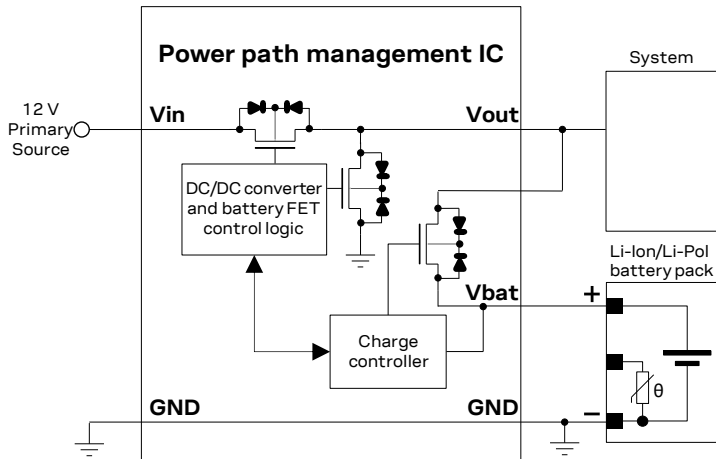 Power path management IC
System
12 V
Primary
Source
Vin
Vout
DC/DC converter
and battery FET
control logic
Li-Ion/Li-Pol
battery pack
Vbat
+
Charge
controller
θ
GND
GND
−